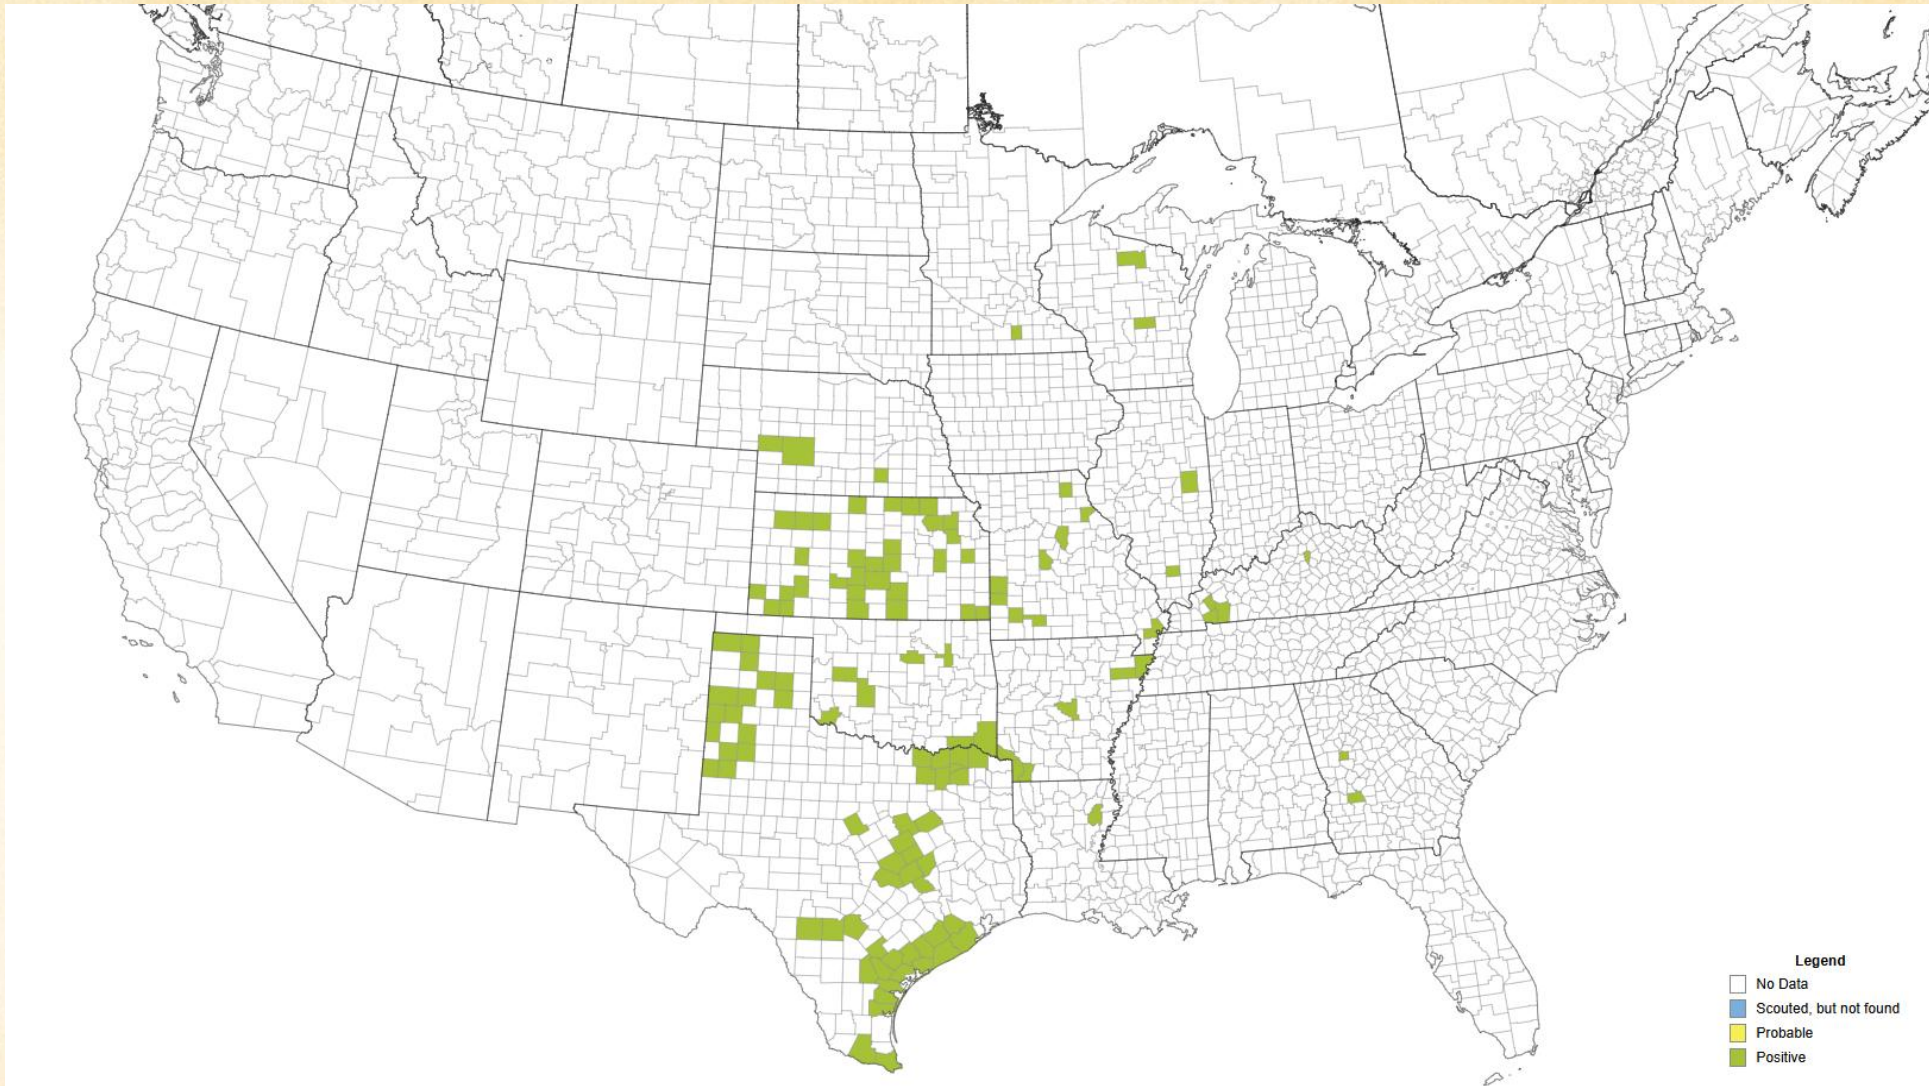 Legend
No Data
Scouted, but not found
Probable
Positive